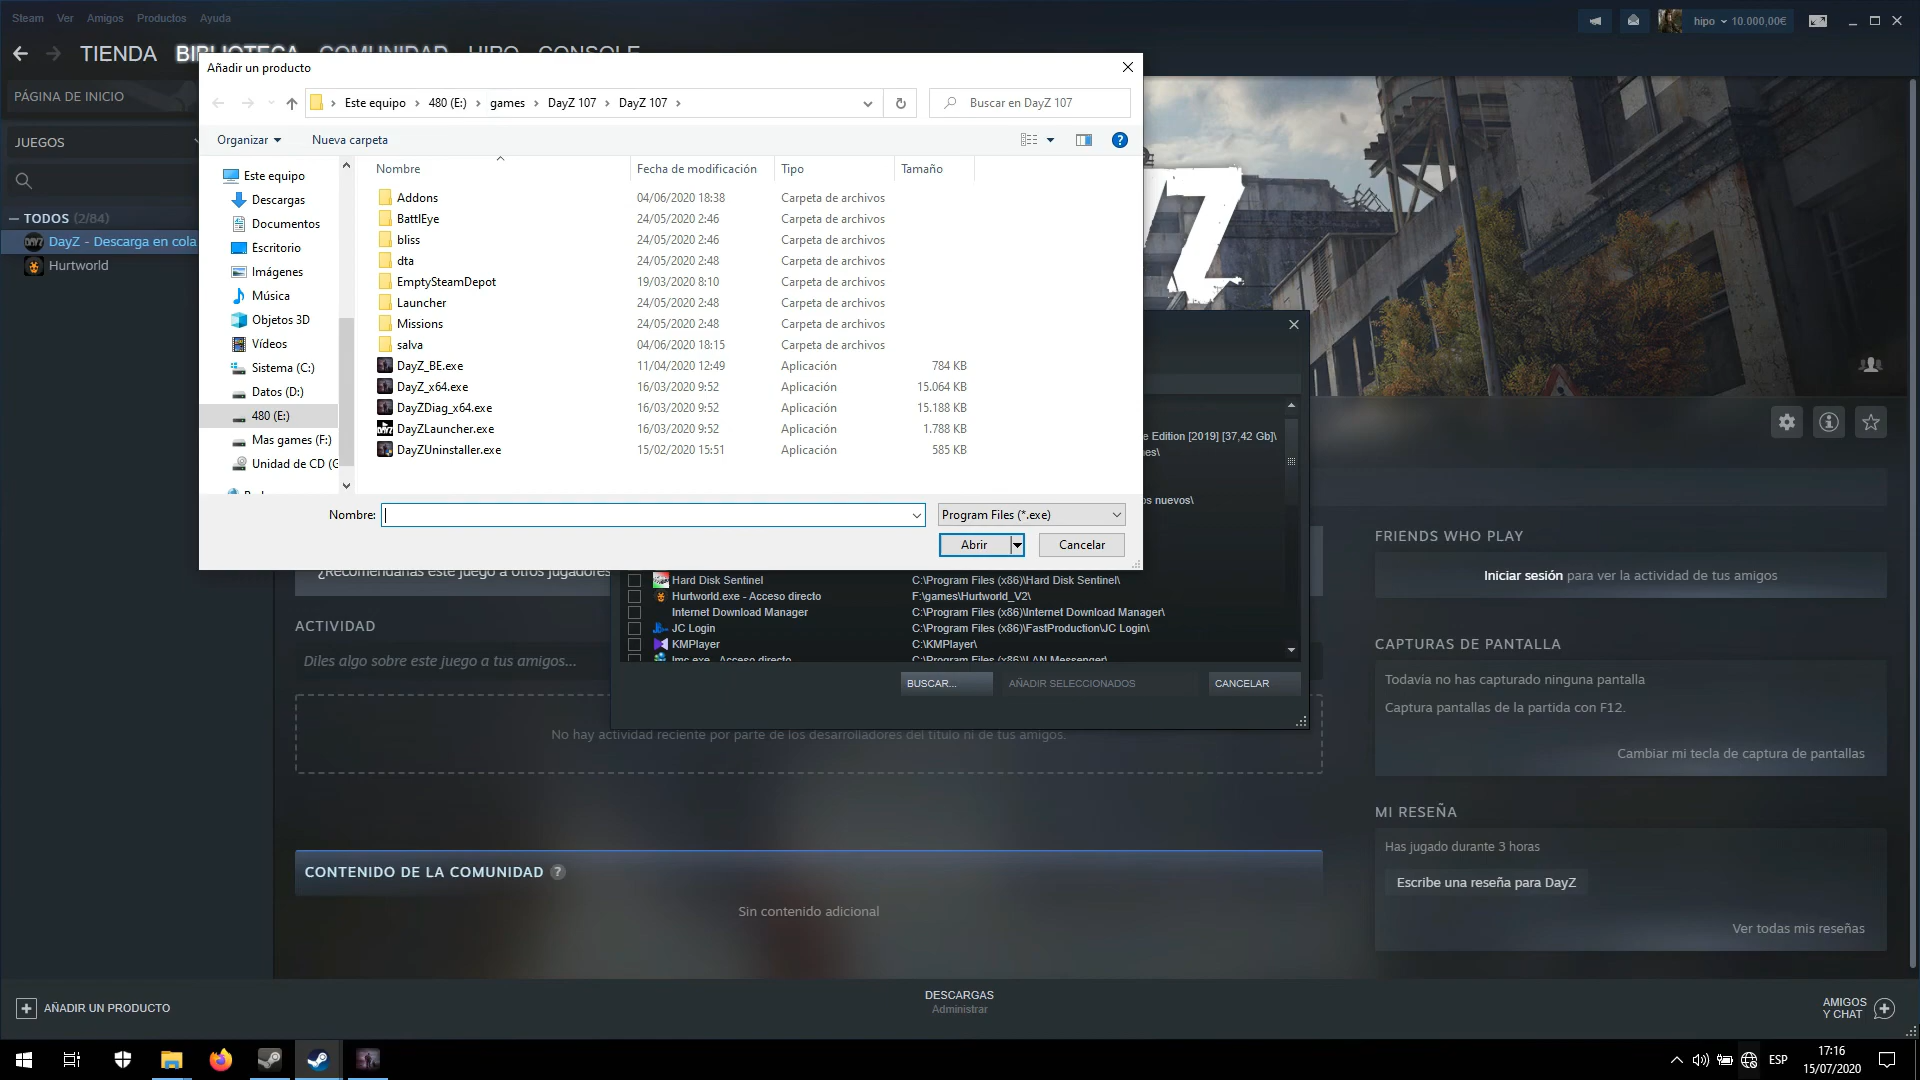 Steam Ver Amigos Productos Ayuda
hipo 10.000,00€
TIENDA BIBLIOTECA COMUNIDAD HIPO CONSOLE
Añadir un producto
PÁGINA DE INICIO
Este equipo > 480 (E:) > games > DayZ 107 > DayZ 107 >
Buscar en DayZ 107
JUEGOS
Organizar Nueva carpeta
Nombre Fecha de modificación Tipo Tamaño
Este equipo
Descargas
Documentos
Escritorio
Imágenes
Música
Objetos 3D
Vídeos
Sistema (C:)
Datos (D:)
480 (E:)
Mas games (F:)
Unidad de CD (G
Addons 04/06/2020 18:38 Carpeta de archivos
BattlEye 24/05/2020 2:46 Carpeta de archivos
bliss 24/05/2020 2:46 Carpeta de archivos
dta 24/05/2020 2:48 Carpeta de archivos
EmptySteamDepot 19/03/2020 8:10 Carpeta de archivos
Launcher 24/05/2020 2:48 Carpeta de archivos
Missions 24/05/2020 2:48 Carpeta de archivos
salva 04/06/2020 18:15 Carpeta de archivos
DayZ_BE.exe 11/04/2020 12:49 Aplicación 784 KB
DayZ_x64.exe 16/03/2020 9:52 Aplicación 15.064 KB
DayZDiag_x64.exe 16/03/2020 9:52 Aplicación 15.188 KB
DayZLauncher.exe 16/03/2020 9:52 Aplicación 1.788 KB
DayZUninstaller.exe 15/02/2020 15:51 Aplicación 585 KB
Nombre:
Program Files (*.exe)
Abrir Cancelar
TODOS (2/84)
DayZ - Descarga en cola
Hurtworld
e Edition [2019] [37,42 Gb]\
es\
os nuevos\
¿Recomendarías este juego a otros jugadores
Hard Disk Sentinel C:\Program Files (x86)\Hard Disk Sentinel\
Hurtworld.exe - Acceso directo F:\games\Hurtworld_V2\
Internet Download Manager C:\Program Files (x86)\Internet Download Manager\
JC Login C:\Program Files (x86)\FastProduction\JC Login\
KMPlayer C:\KMPlayer\
lmc.exe - Acceso directo C:\Program Files (x86)\LAN Messenger\
BUSCAR... AÑADIR SELECCIONADOS CANCELAR
ACTIVIDAD
Diles algo sobre este juego a tus amigos...
No hay actividad reciente por parte de los desarrolladores del título ni de tus amigos.
CONTENIDO DE LA COMUNIDAD ?
Sin contenido adicional
FRIENDS WHO PLAY
Iniciar sesión para ver la actividad de tus amigos
CAPTURAS DE PANTALLA
Todavía no has capturado ninguna pantalla
Captura pantallas de la partida con F12.
Cambiar mi tecla de captura de pantallas
MI RESEÑA
Has jugado durante 3 horas
Escribe una reseña para DayZ
Ver todas mis reseñas
AÑADIR UN PRODUCTO
DESCARGAS
Administrar
AMIGOS
Y CHAT
ESP
17:16
15/07/2020